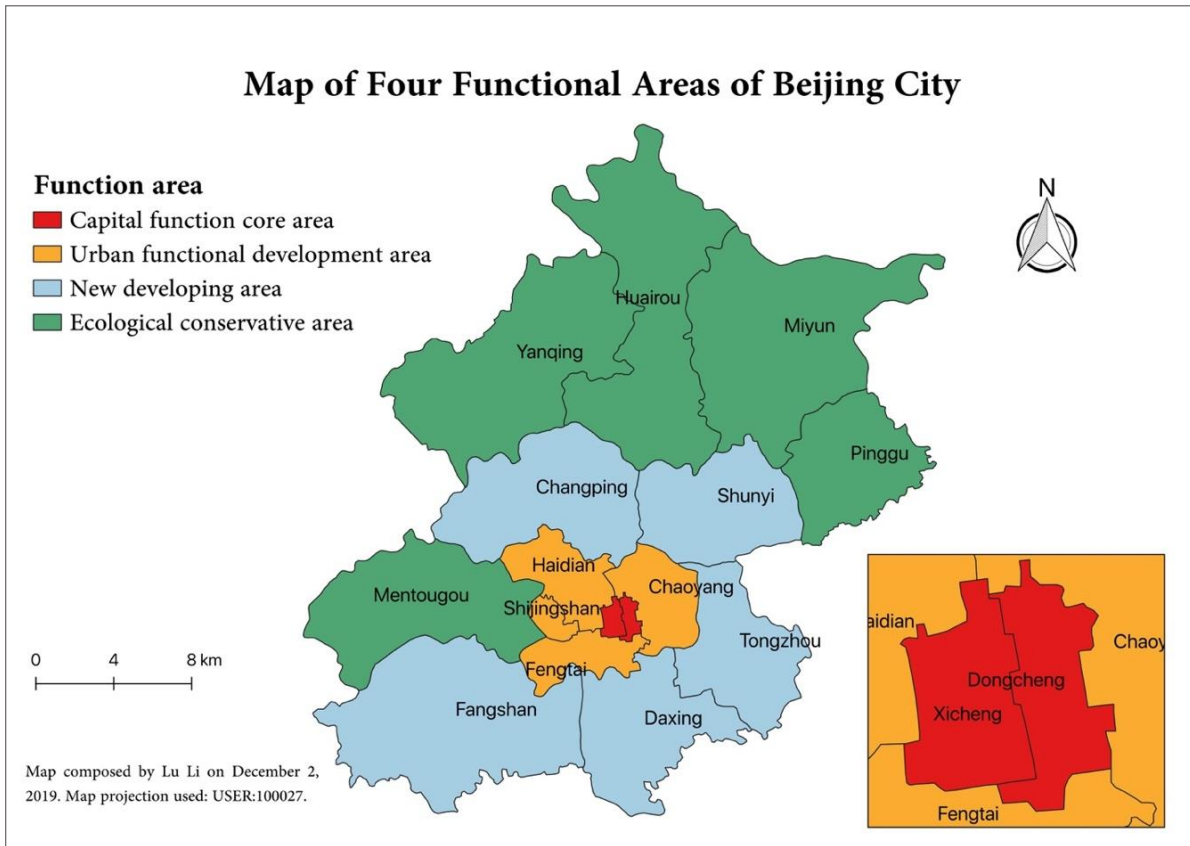 Map of Four Functional Areas of Beijing City
Function area
Capital function core area
Urban functional development area
New developing area
Ecological conservative area
N
Huairou
Miyun
Yanqing
Pinggu
Changping
Shunyi
Haidian
Chaoyang
Mentougou
Shijingshan
Tongzhou
Fengtai
Fangshan
Daxing
0 4 8 km
Map composed by Lu Li on December 2,
2019. Map projection used: USER:100027.
aidian
Chaoy
Dongcheng
Xicheng
Fengtai